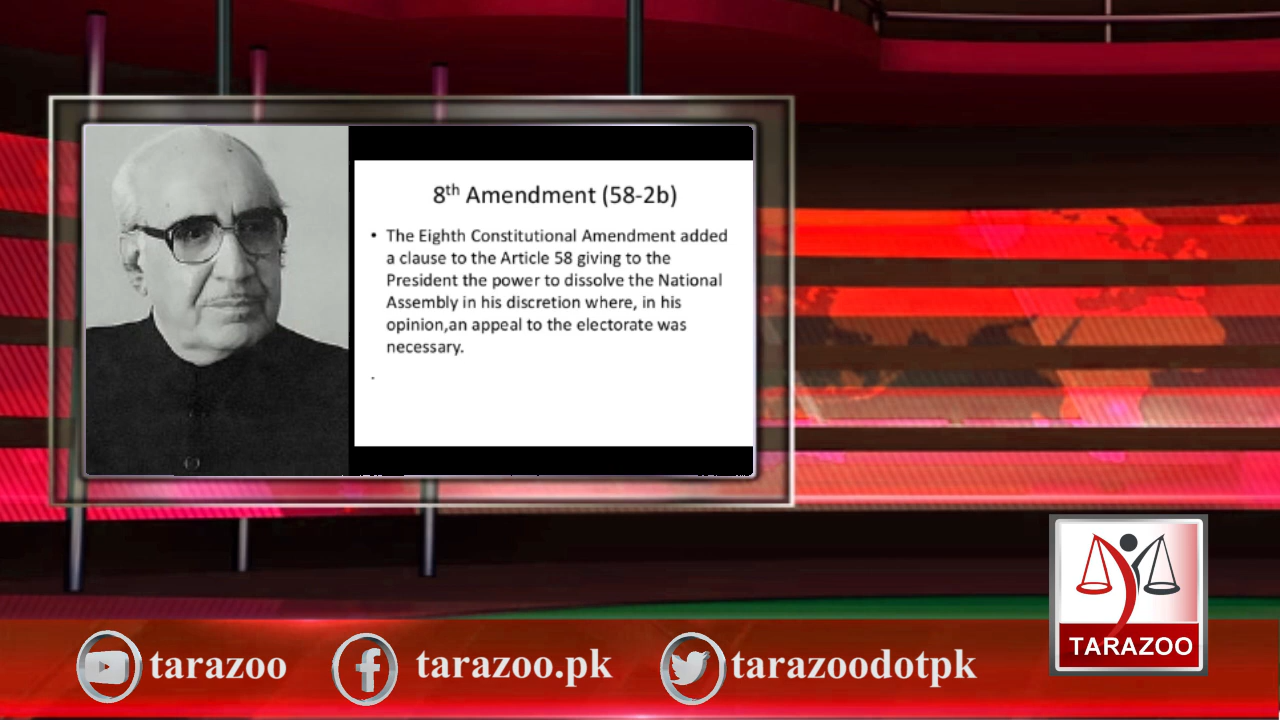 8th Amendment (58-2b)
• The Eighth Constitutional Amendment added
a clause to the Article 58 giving to the
President the power to dissolve the National
Assembly in his discretion where, in his
opinion,an appeal to the electorate was
necessary.
.
TARAZOO
tarazoo
tarazoo.pk
tarazoodotpk